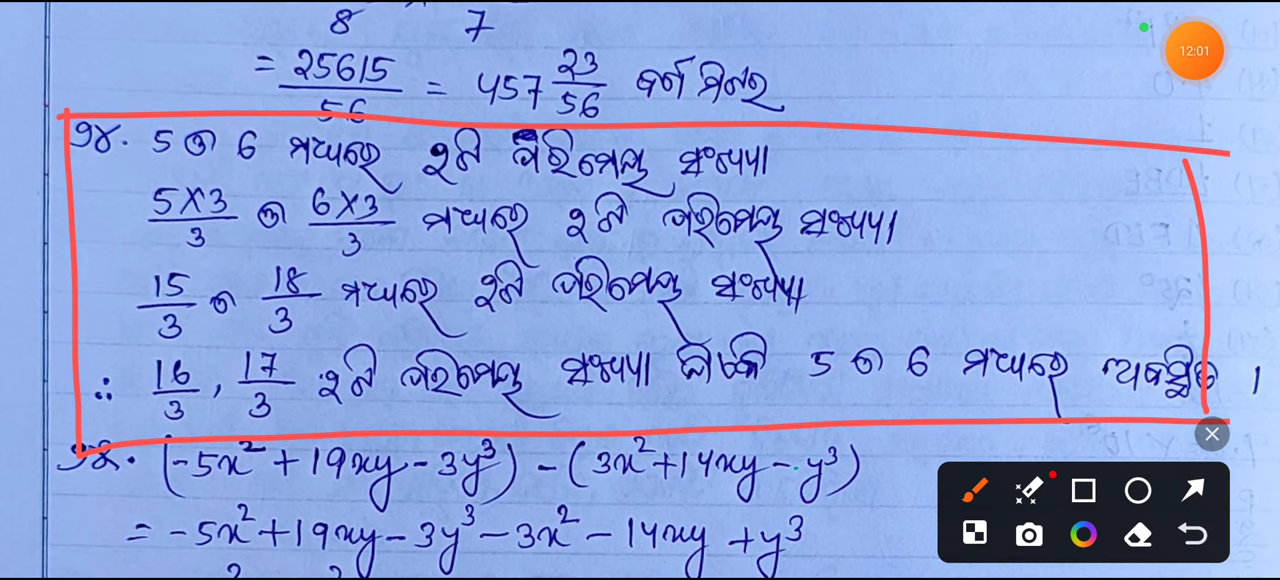 8 7
= 25615/56 = 457 23/56 ବର୍ଗ ମିଟର
12:01
୨୪. 5 ଓ 6 ମଧ୍ୟରେ ୨ଟି ପରିମେୟ ସଂଖ୍ୟା
5×3/3 ଓ 6×3/3 ମଧ୍ୟରେ ୨ଟି ପରିମେୟ ସଂଖ୍ୟା
15/3 ଓ 18/3 ମଧ୍ୟରେ ୨ଟି ପରିମେୟ ସଂଖ୍ୟା
∴ 16/3, 17/3 ୨ଟି ପରିମେୟ ସଂଖ୍ୟା ଯାହାକି 5 ଓ 6 ମଧ୍ୟରେ ଅବସ୍ଥିତ ।
(-5x² + 19xy - 3y³) - (3x² + 14xy - y³)
= -5x² + 19xy - 3y³ - 3x² - 14xy + y³